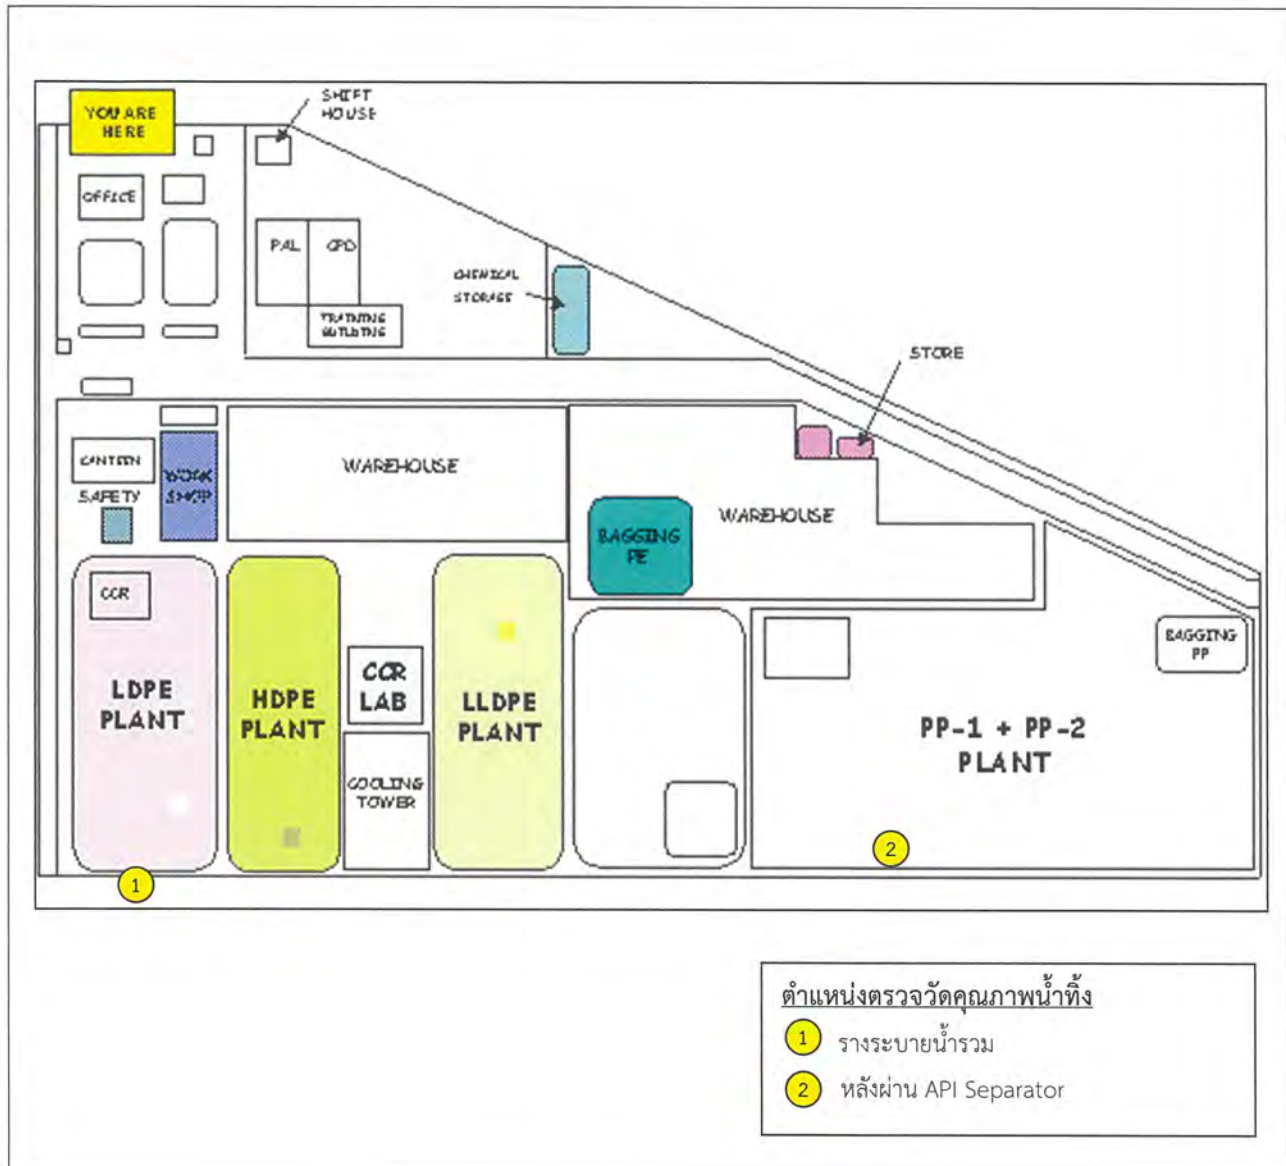 YOU ARE
HERE
SHIFT
HOUSE
OFFICE
PAL
CPD
TRAINING
BUILDING
CHEMICAL
STORAGE
STORE
CANTEEN
SAFETY
WORK
SHOP
WAREHOUSE
WAREHOUSE
BAGGING
PE
CCR
LDPE
PLANT
HDPE
PLANT
CCR
LAB
COOLING
TOWER
LLDPE
PLANT
BAGGING
PP
PP-1 + PP-2
PLANT
1
2
ตำแหน่งตรวจวัดคุณภาพน้ำทิ้ง
1 รางระบายน้ำรวม
2 หลังผ่าน API Separator